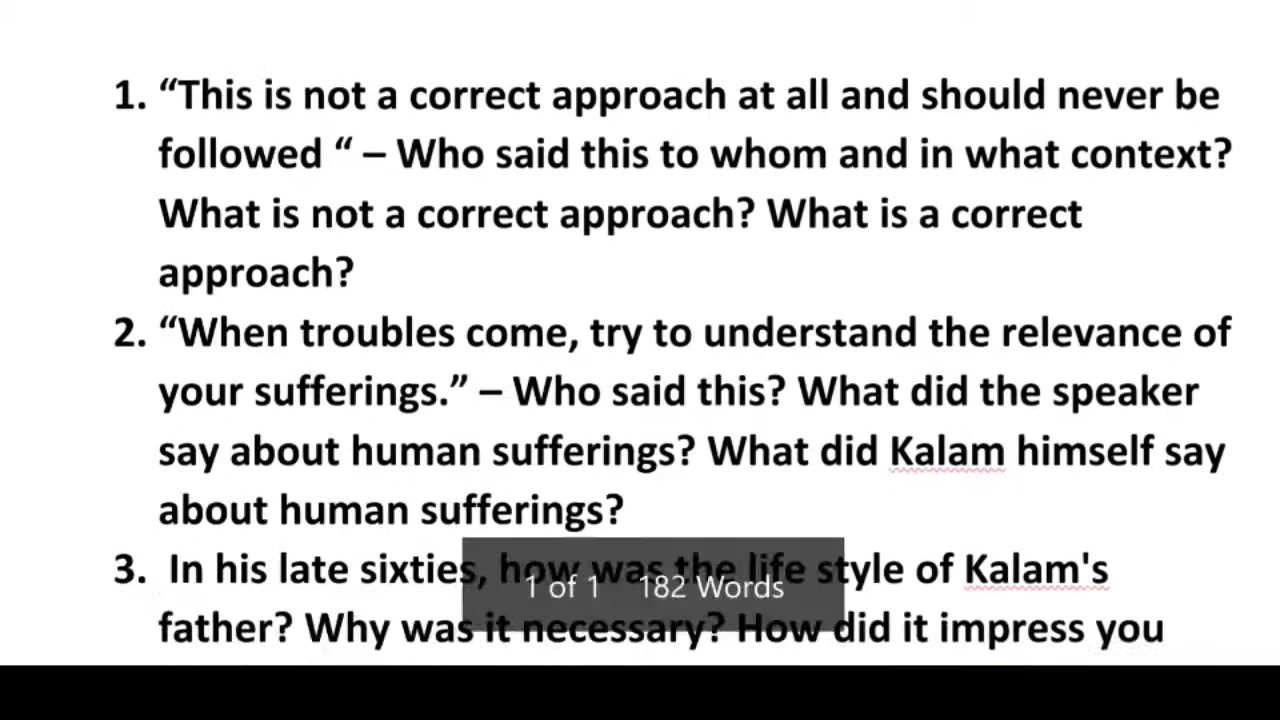 1. “This is not a correct approach at all and should never be
followed “ – Who said this to whom and in what context?
What is not a correct approach? What is a correct
approach?
2. “When troubles come, try to understand the relevance of
your sufferings.” – Who said this? What did the speaker
say about human sufferings? What did Kalam himself say
about human sufferings?
3. In his late sixties, how was the life style of Kalam's
1 of 1 182 Words
father? Why was it necessary? How did it impress you